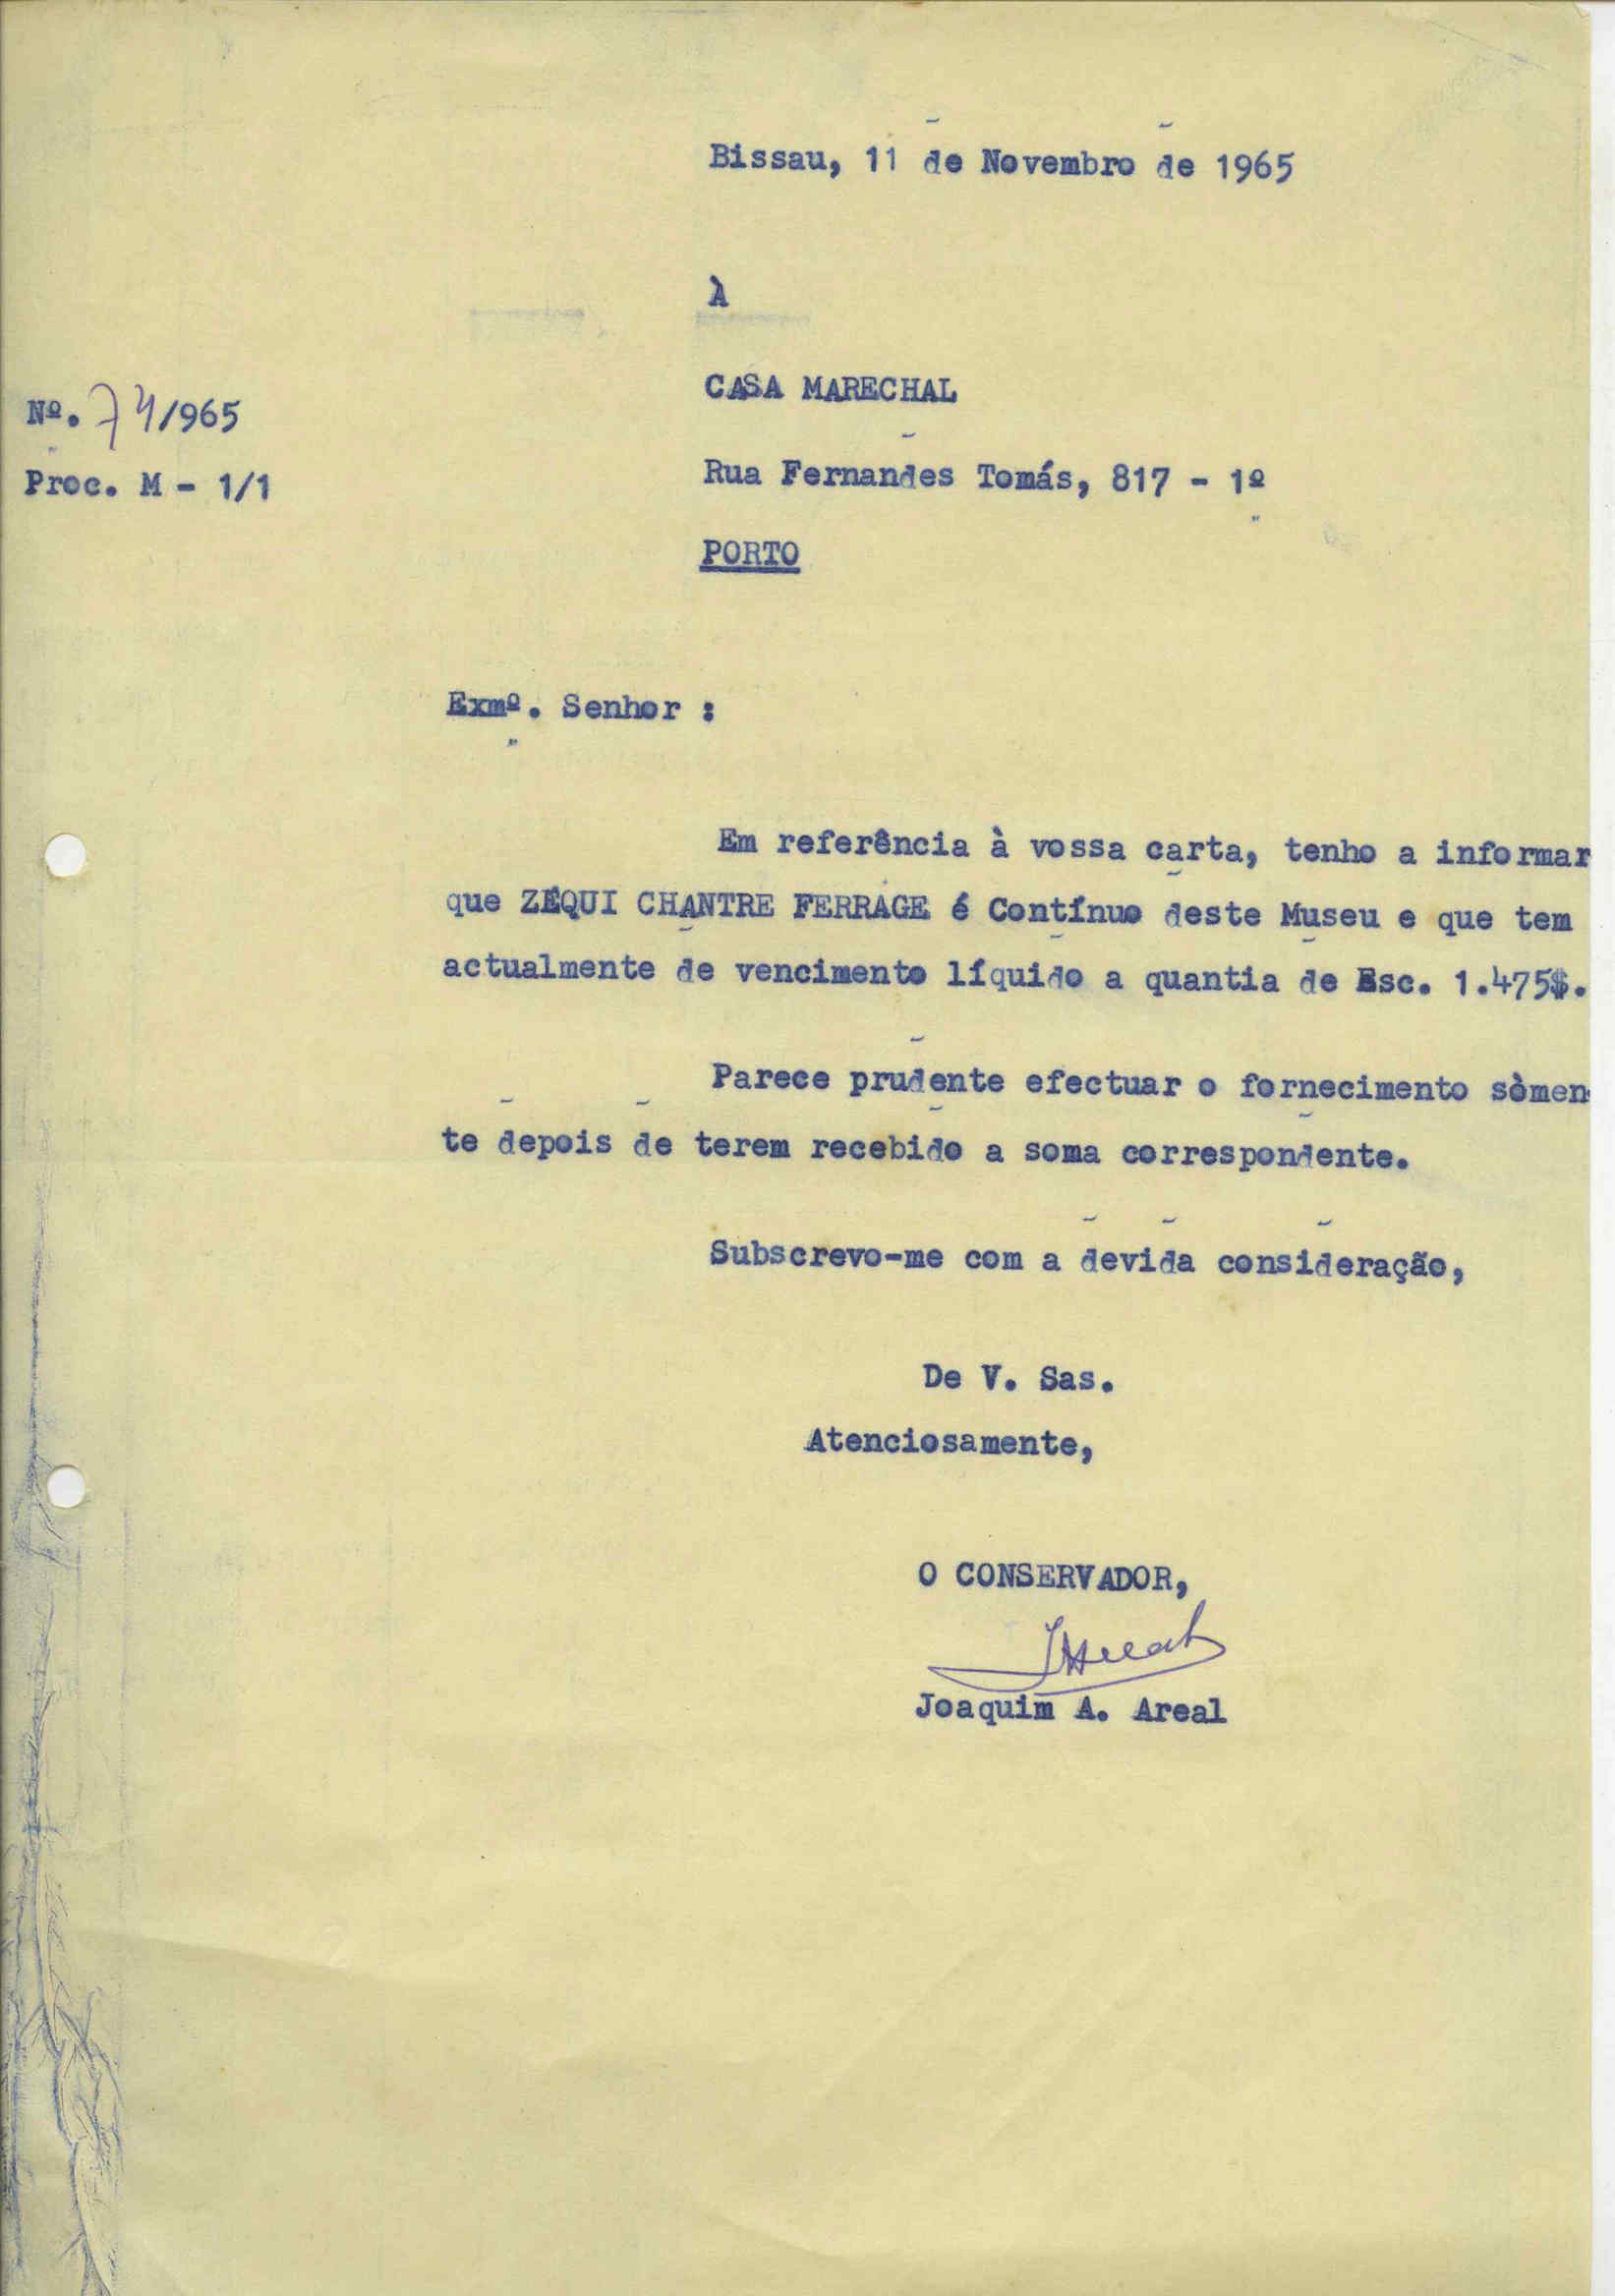 Bissau, 11 de Novembro de 1965
À
CASA MARECHAL
Nº. 74/965
Rua Fernandes Tomás, 817 - 1º
Proc. M - 1/1
PORTO
Exmº. Senhor :
Em referência à vossa carta, tenho a informar
que ZÉQUI CHANTRE FERRAGE é Contínuo deste Museu e que tem
actualmente de vencimento líquido a quantia de Esc. 1.475$.
Parece prudente efectuar o fornecimento sòmen-
te depois de terem recebido a soma correspondente.
Subscrevo-me com a devida consideração,
De V. Sas.
Atenciosamente,
O CONSERVADOR,
JAreal
Joaquim A. Areal